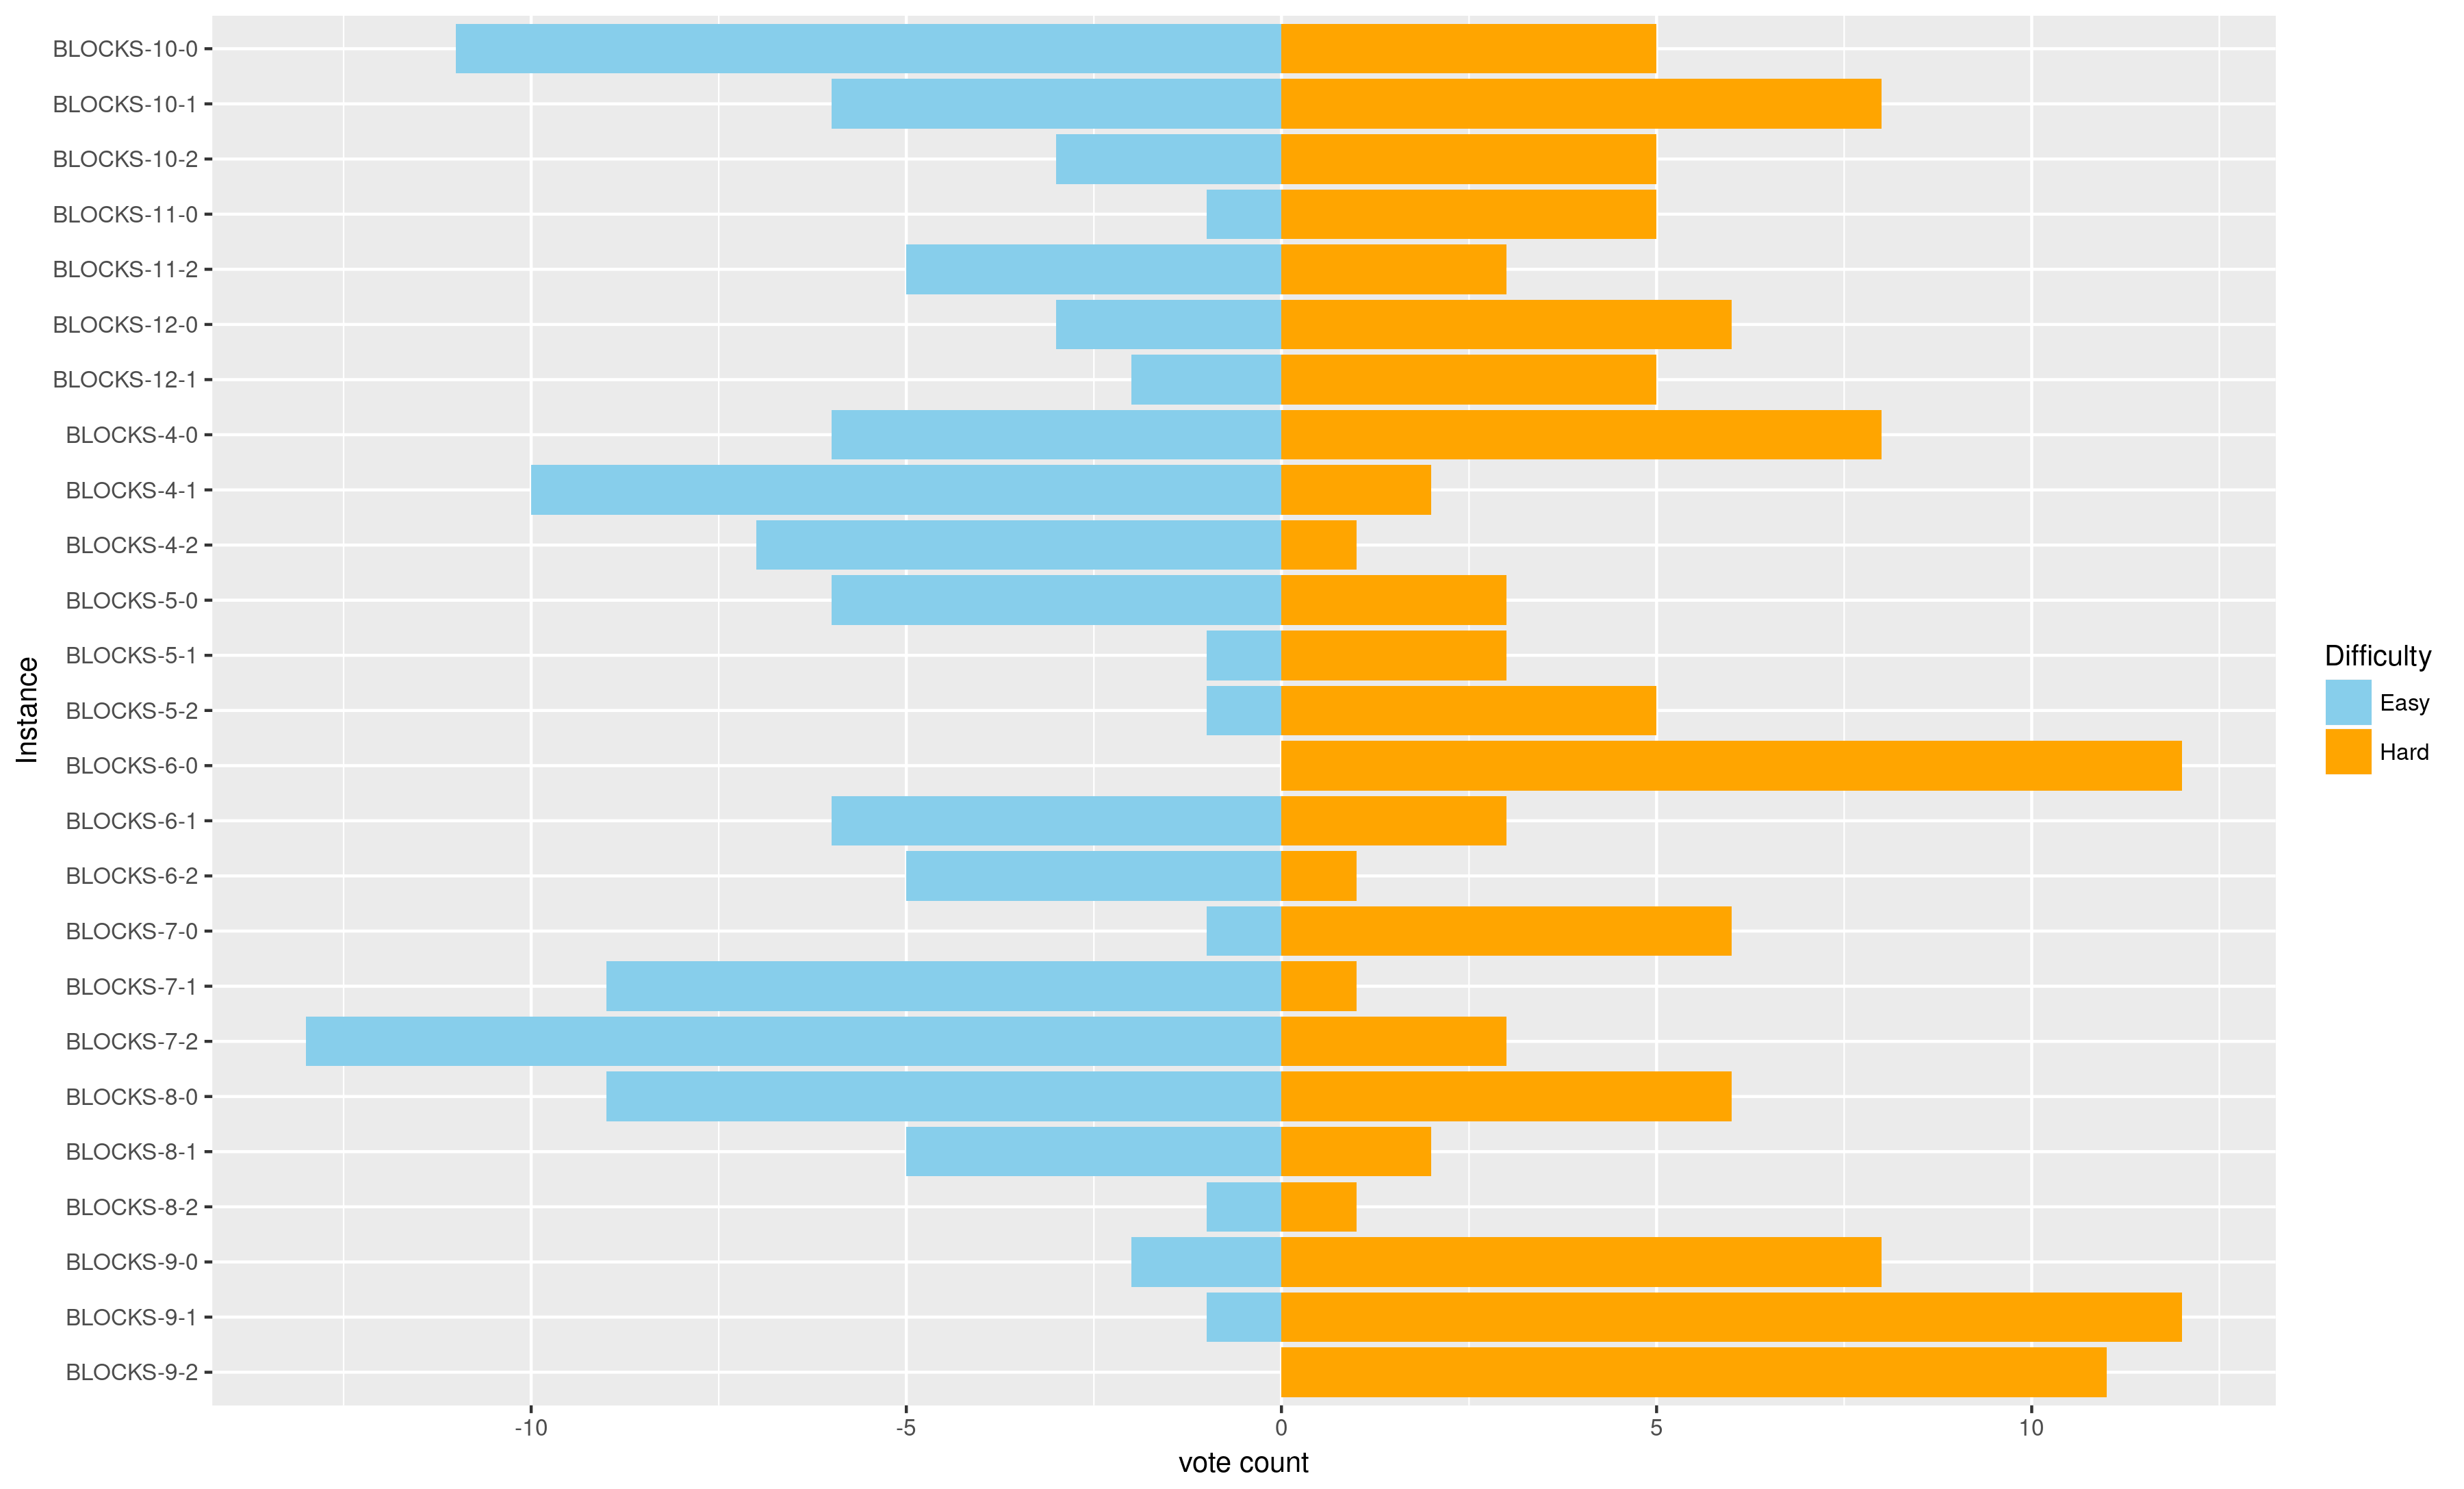 BLOCKS-10-0
BLOCKS-10-1
BLOCKS-10-2
BLOCKS-11-0
BLOCKS-11-2
BLOCKS-12-0
BLOCKS-12-1
BLOCKS-4-0
BLOCKS-4-1
BLOCKS-4-2
BLOCKS-5-0
BLOCKS-5-1
BLOCKS-5-2
BLOCKS-6-0
BLOCKS-6-1
BLOCKS-6-2
BLOCKS-7-0
BLOCKS-7-1
BLOCKS-7-2
BLOCKS-8-0
BLOCKS-8-1
BLOCKS-8-2
BLOCKS-9-0
BLOCKS-9-1
BLOCKS-9-2
Instance
-10 -5 0 5 10
vote count
Difficulty
Easy
Hard